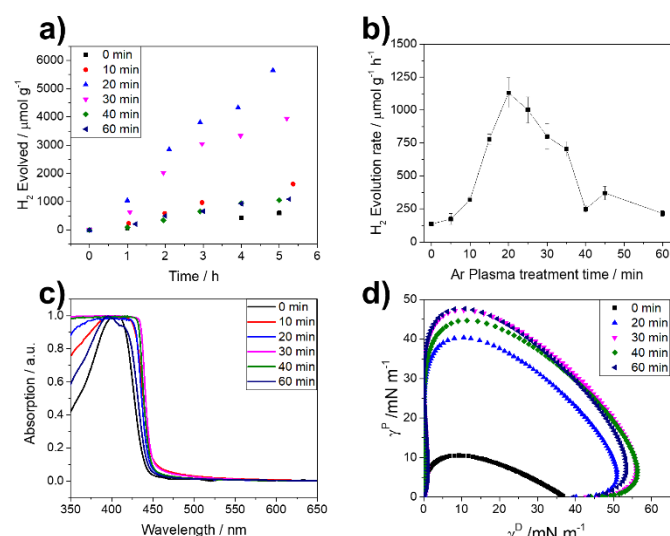 a)
H2 Evolved / μmol g-1
6000
5000
4000
3000
2000
1000
0
0 min
10 min
20 min
30 min
40 min
60 min
0 1 2 3 4 5 6
Time / h
b)
H2 Evolution rate / μmol g-1 h-1
1500
1250
1000
750
500
250
0
0 10 20 30 40 50 60
Ar Plasma treatment time / min
c)
Absorption / a.u.
1.0
0.8
0.6
0.4
0.2
0.0
0 min
10 min
20 min
30 min
40 min
60 min
350 400 450 500 550 600 650
Wavelength / nm
d)
γP /mN m-1
50
40
30
20
10
0
0 min
20 min
30 min
40 min
60 min
0 10 20 30 40 50 60
γD /mN m-1